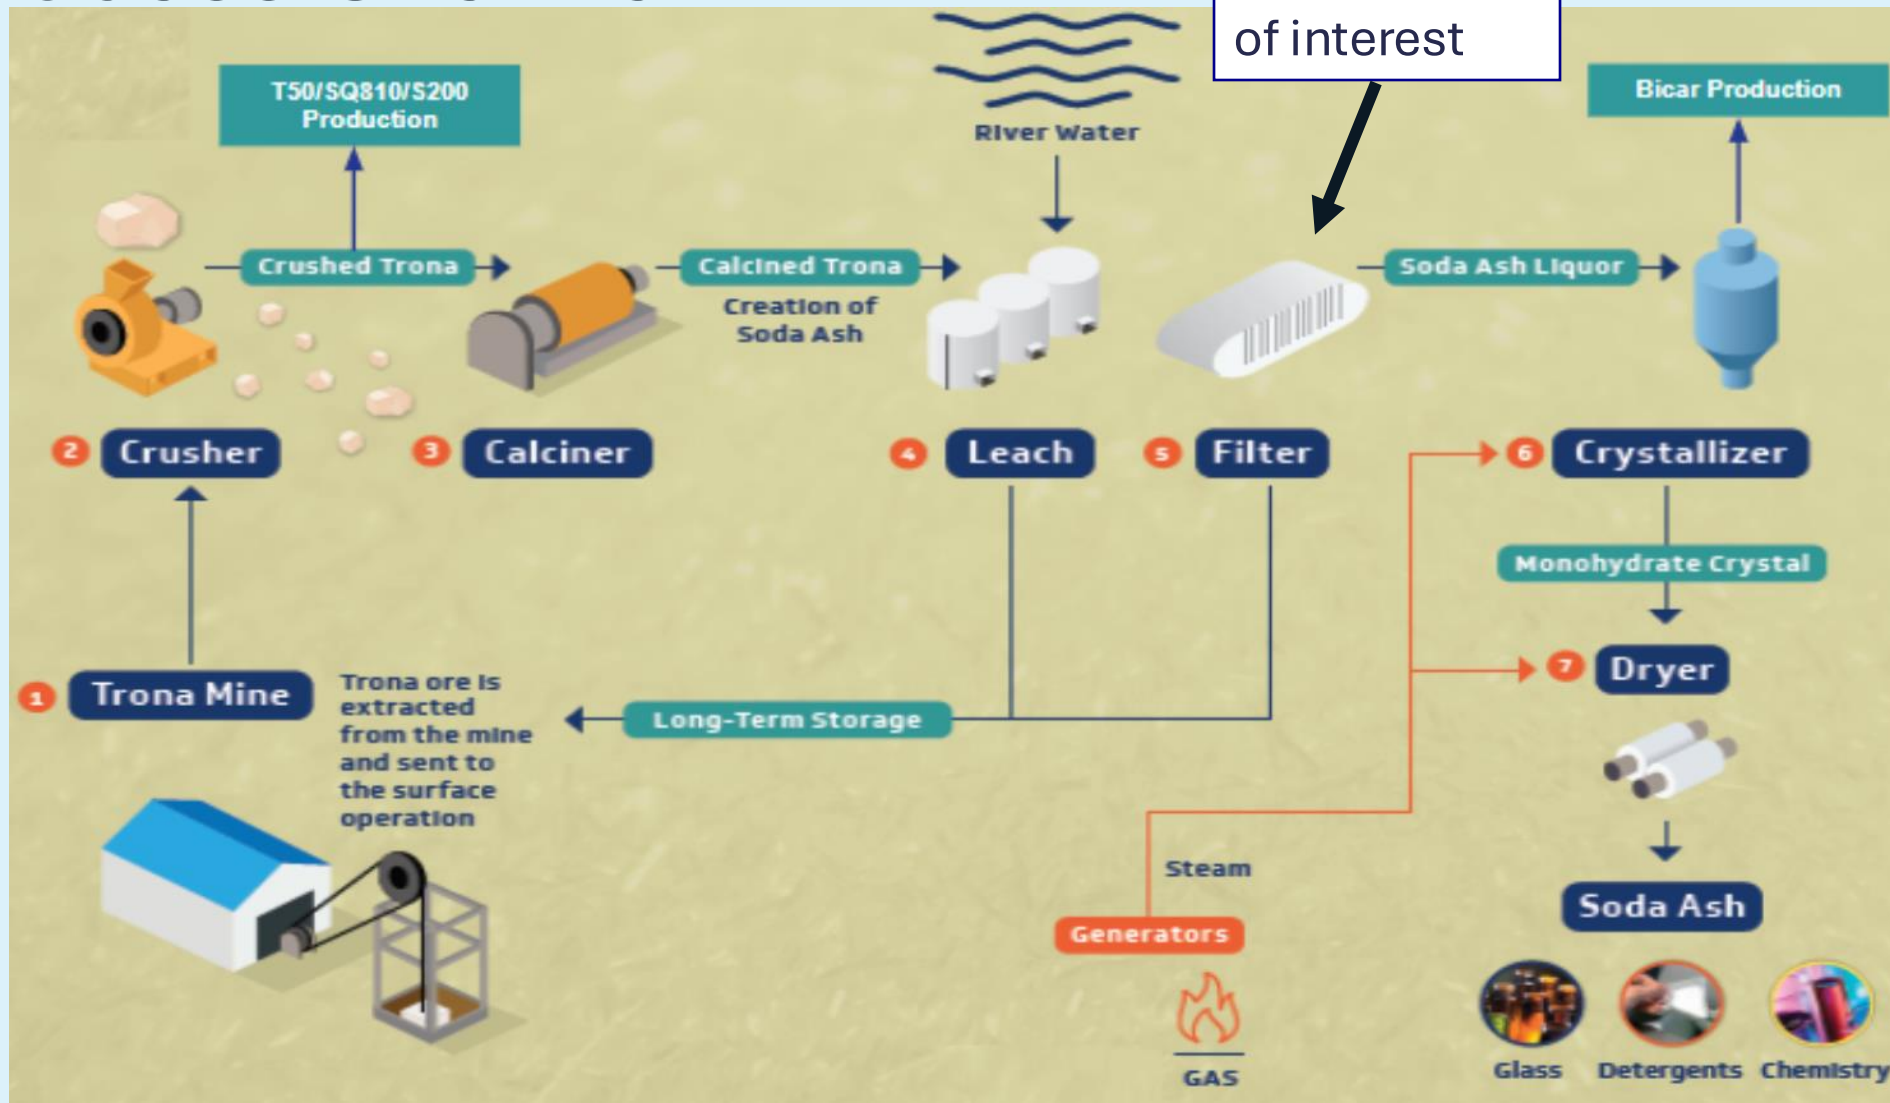 of interest
T50/SQ810/S200
Production
River Water
Bicar Production
Crushed Trona
Calcined Trona
Creation of
Soda Ash
Soda Ash Liquor
2 Crusher
3 Calciner
4 Leach
5 Filter
6 Crystallizer
Monohydrate Crystal
1 Trona Mine
Trona ore is
extracted
from the mine
and sent to
the surface
operation
Long-Term Storage
7 Dryer
Steam
Generators
GAS
Soda Ash
Glass
Detergents
Chemistry